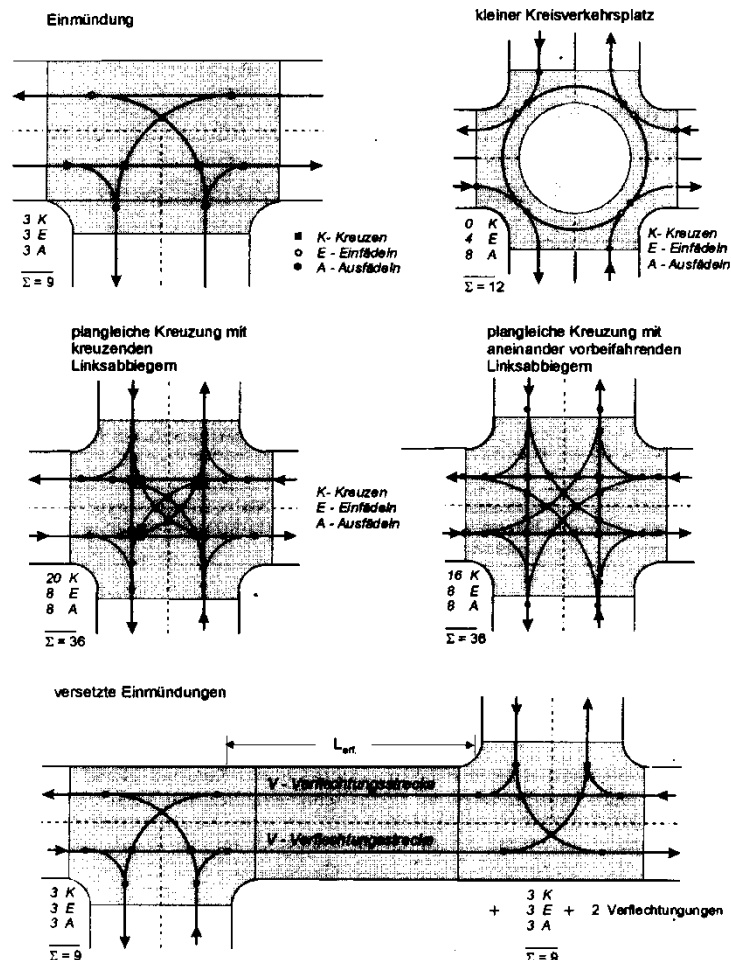 Einmündung
3 K
3 E
3 A
Σ = 9
K- Kreuzen
E - Einfädeln
A - Ausfädeln
kleiner Kreisverkehrsplatz
0 K
4 E
8 A
Σ = 12
K - Kreuzen
E - Einfädeln
A - Ausfädeln
plangleiche Kreuzung mit
kreuzenden
Linksabbiegern
20 K
8 E
8 A
Σ = 36
K- Kreuzen
E - Einfädeln
A - Ausfädeln
plangleiche Kreuzung mit
aneinander vorbeifahrenden
Linksabbiegern
16 K
8 E
8 A
Σ = 36
versetzte Einmündungen
Lerf.
V - Verflechtungsstrecke
V - Verflechtungsstrecke
3 K
3 E
3 A
Σ = 9
3 K
+ 3 E + 2 Verflechtungungen
3 A
Σ = 9